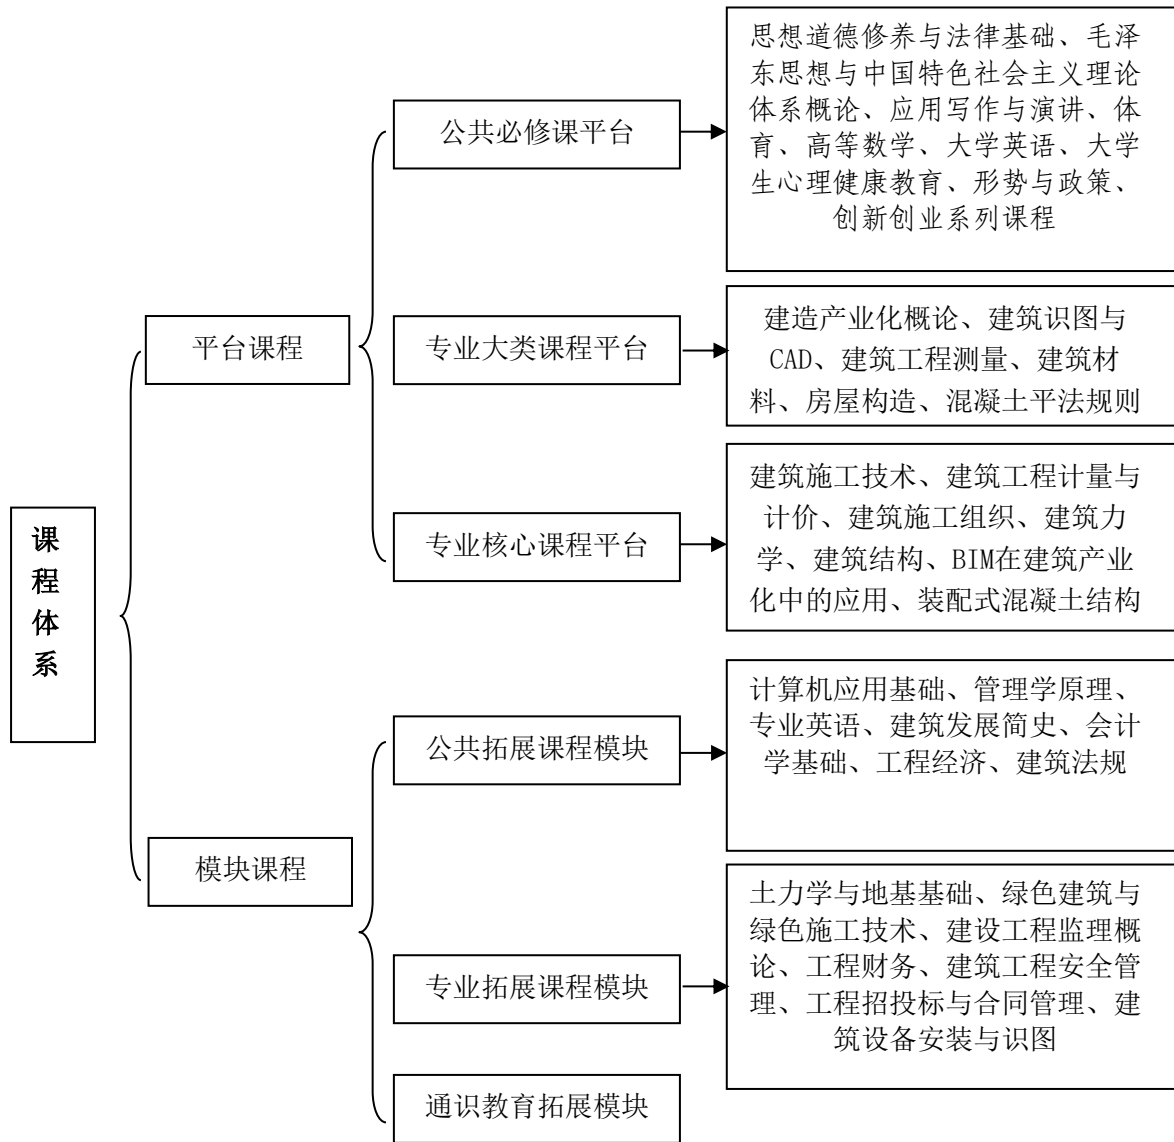 思想道德修养与法律基础、毛泽
东思想与中国特色社会主义理论
体系概论、应用写作与演讲、体
育、高等数学、大学英语、大学
生心理健康教育、形势与政策、
创新创业系列课程
公共必修课平台
建造产业化概论、建筑识图与
CAD、建筑工程测量、建筑材
料、房屋构造、混凝土平法规则
平台课程
专业大类课程平台
建筑施工技术、建筑工程计量与
计价、建筑施工组织、建筑力
学、建筑结构、BIM在建筑产业
化中的应用、装配式混凝土结构
专业核心课程平台
课
程
体
系
计算机应用基础、管理学原理、
专业英语、建筑发展简史、会计
学基础、工程经济、建筑法规
公共拓展课程模块
模块课程
土力学与地基基础、绿色建筑与
绿色施工技术、建设工程监理概
论、工程财务、建筑工程安全管
理、工程招投标与合同管理、建
筑设备安装与识图
专业拓展课程模块
通识教育拓展模块